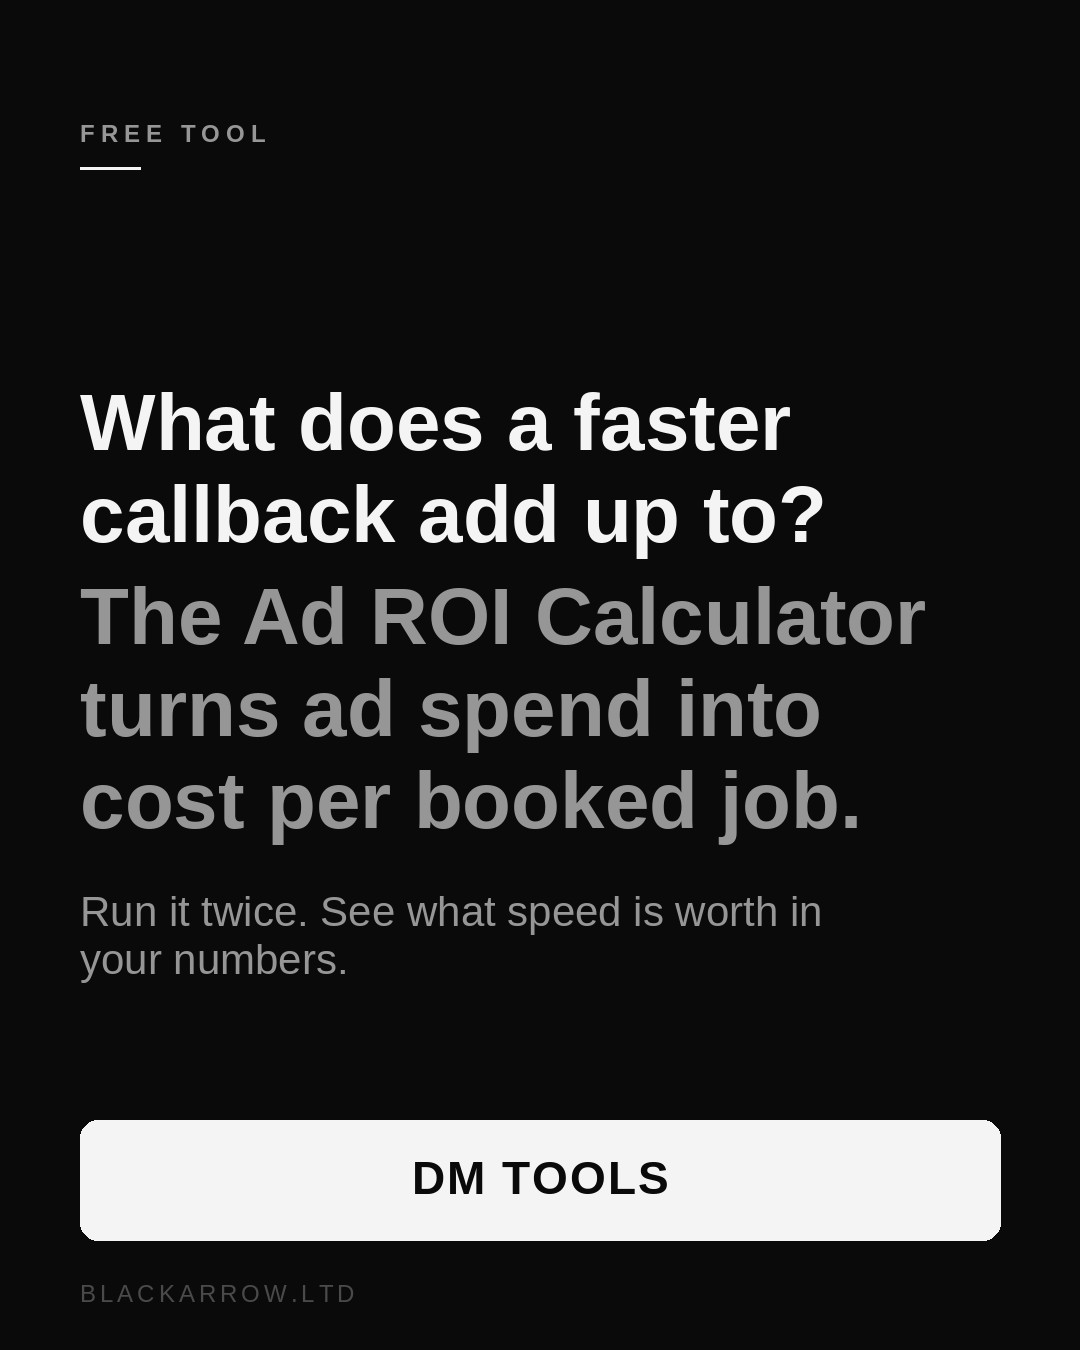 FREE TOOL
What does a faster
callback add up to?
The Ad ROI Calculator
turns ad spend into
cost per booked job.
Run it twice. See what speed is worth in
your numbers.
DM TOOLS
BLACKARROW.LTD